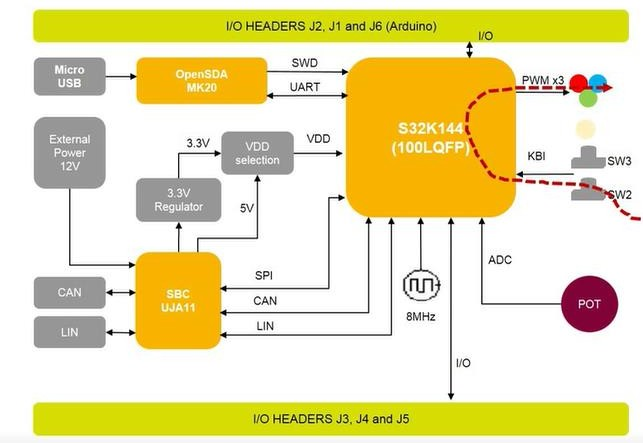 I/O HEADERS J2, J1 and J6 (Arduino)
I/O
Micro
USB
OpenSDA
MK20
SWD
UART
S32K144
(100LQFP)
PWM x3
External
Power
12V
3.3V
VDD
selection
VDD
KBI
SW3
SW2
3.3V
Regulator
5V
SBC
UJA11
SPI
CAN
LIN
CAN
LIN
8MHz
ADC
POT
I/O
I/O HEADERS J3, J4 and J5